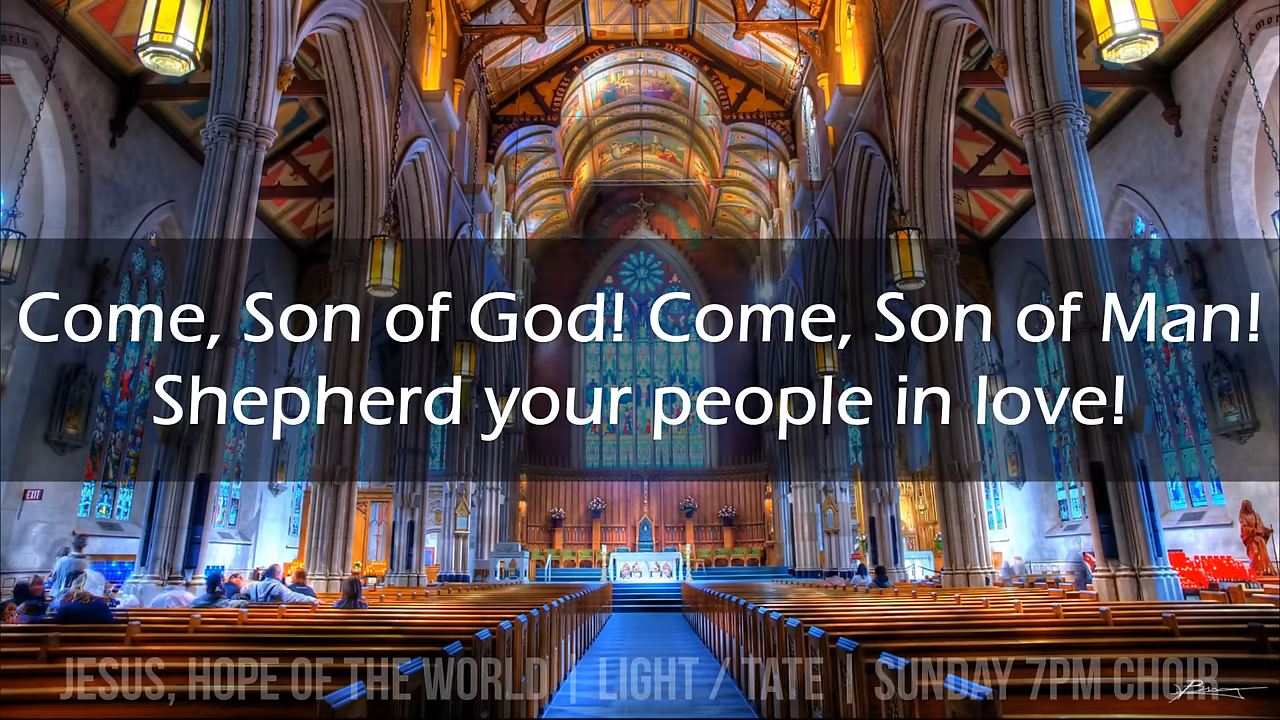 Come, Son of God! Come, Son of Man!
Shepherd your people in love!
EXIT
JESUS, HOPE OF THE WORLD | LIGHT / TATE | SUNDAY 7PM CHOIR